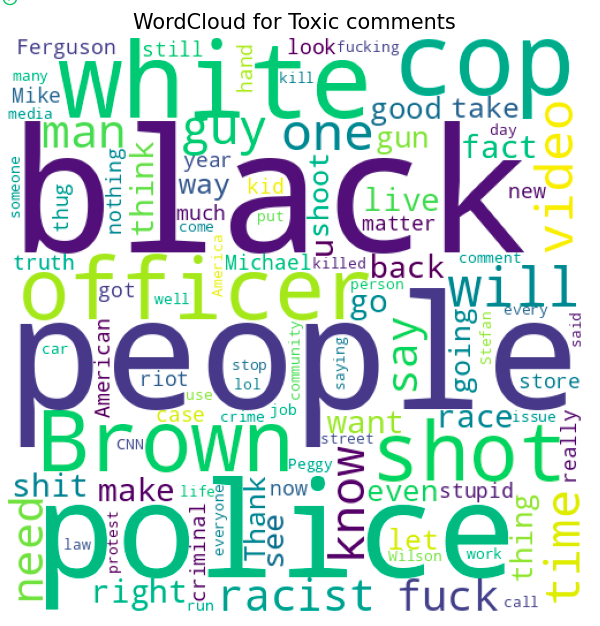 WordCloud for Toxic comments
Ferguson
still
hand
look
fucking
many
white
kill
cop
Mike
media
man
guy
one
good
take
gun
day
fact
video
black
someone
thug
nothing
think
year
way
kid
put
much
come
shoot
u
live
matter
new
truth
America
Michael
killed
back
person
comment
officer
got
well
go
will
every
people
car
American
riot
use
stop
lol
community
saying
say
going
Stefan
store
said
Brown
case
crime
job
want
race
issue
CNN
street
Peggy
shot
really
shit
make
life
know
even
stupid
need
police
law
protest
criminal
everyone
Thank
see
now
let
Wilson
work
thing
time
right
run
racist
fuck
call